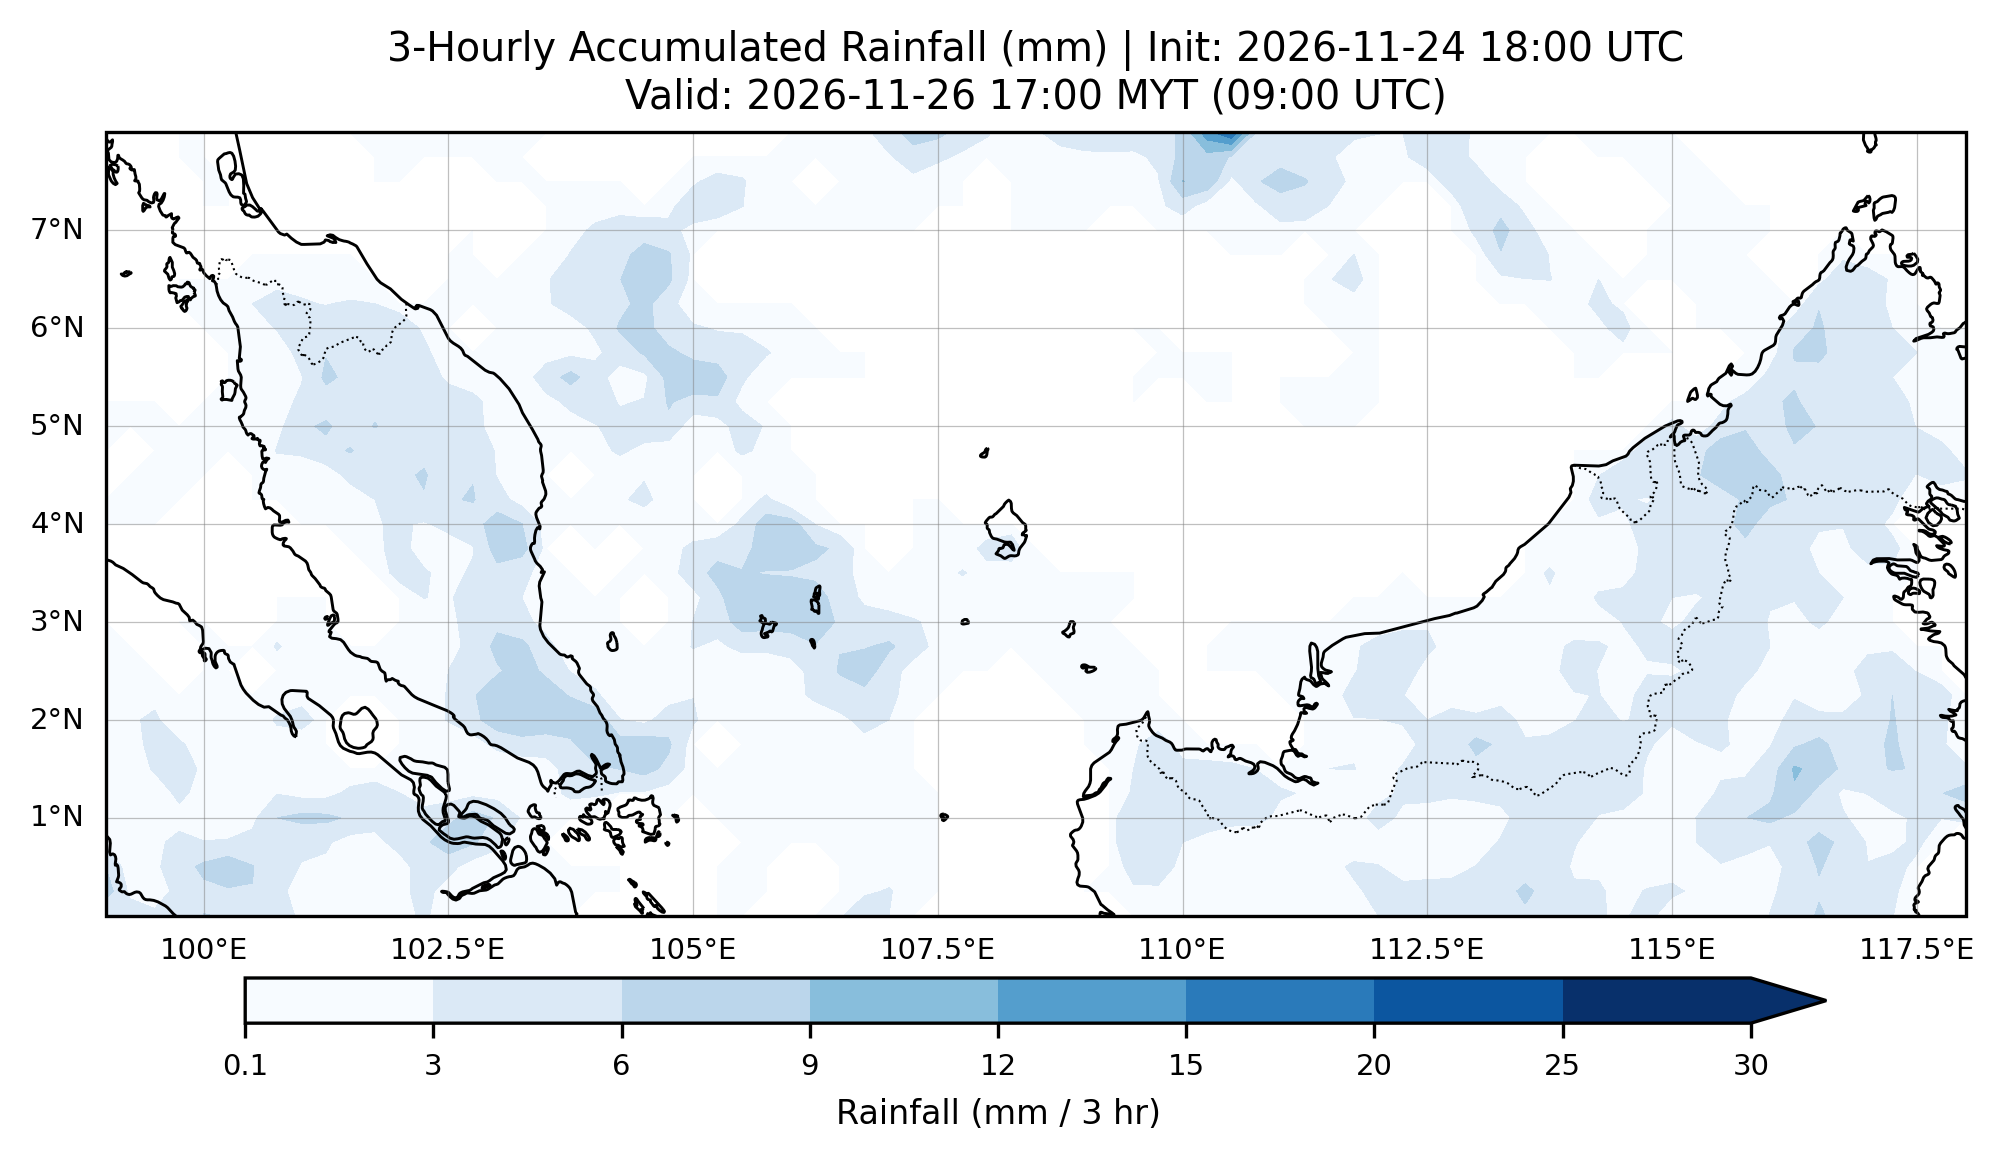 3-Hourly Accumulated Rainfall (mm) | Init: 2026-11-24 18:00 UTC
Valid: 2026-11-26 17:00 MYT (09:00 UTC)
7°N
6°N
5°N
4°N
3°N
2°N
1°N
100°E 102.5°E 105°E 107.5°E 110°E 112.5°E 115°E 117.5°E
0.1 3 6 9 12 15 20 25 30
Rainfall (mm / 3 hr)